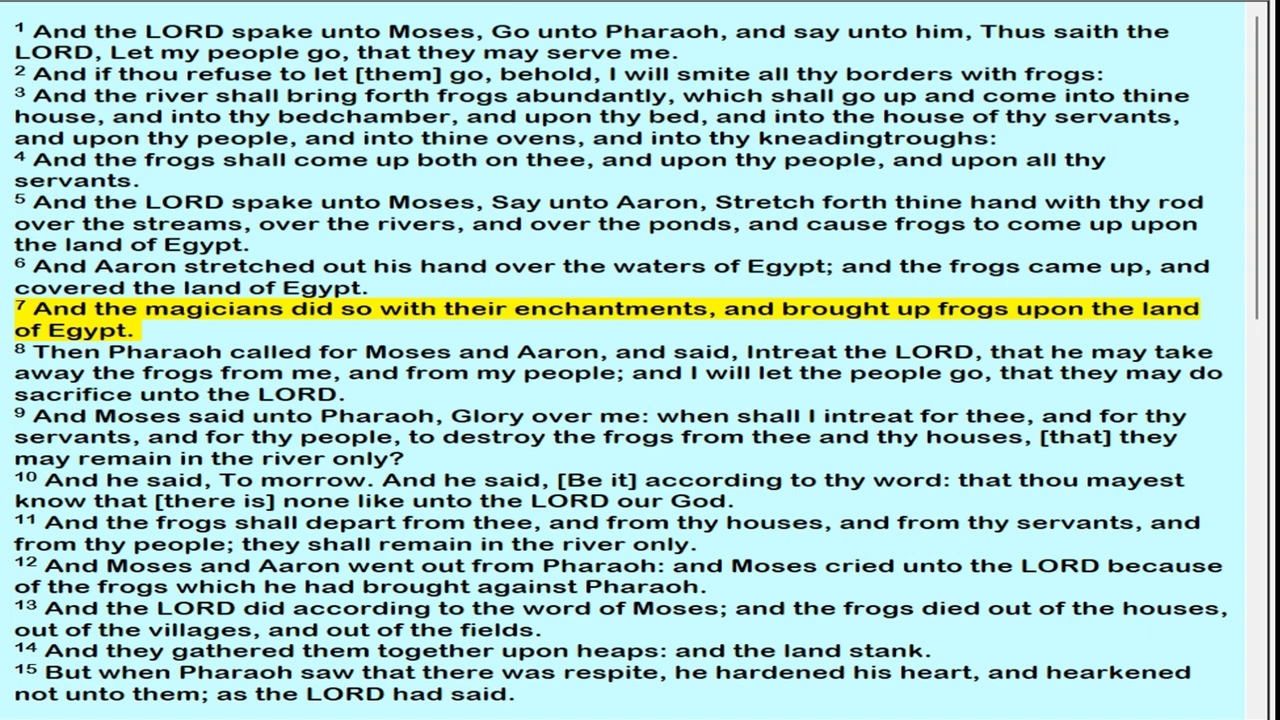 1 And the LORD spake unto Moses, Go unto Pharaoh, and say unto him, Thus saith the
LORD, Let my people go, that they may serve me.
2 And if thou refuse to let [them] go, behold, I will smite all thy borders with frogs:
3 And the river shall bring forth frogs abundantly, which shall go up and come into thine
house, and into thy bedchamber, and upon thy bed, and into the house of thy servants,
and upon thy people, and into thine ovens, and into thy kneadingtroughs:
4 And the frogs shall come up both on thee, and upon thy people, and upon all thy
servants.
5 And the LORD spake unto Moses, Say unto Aaron, Stretch forth thine hand with thy rod
over the streams, over the rivers, and over the ponds, and cause frogs to come up upon
the land of Egypt.
6 And Aaron stretched out his hand over the waters of Egypt; and the frogs came up, and
covered the land of Egypt.
7 And the magicians did so with their enchantments, and brought up frogs upon the land
of Egypt.
8 Then Pharaoh called for Moses and Aaron, and said, Intreat the LORD, that he may take
away the frogs from me, and from my people; and I will let the people go, that they may do
sacrifice unto the LORD.
9 And Moses said unto Pharaoh, Glory over me: when shall I intreat for thee, and for thy
servants, and for thy people, to destroy the frogs from thee and thy houses, [that] they
may remain in the river only?
10 And he said, To morrow. And he said, [Be it] according to thy word: that thou mayest
know that [there is] none like unto the LORD our God.
11 And the frogs shall depart from thee, and from thy houses, and from thy servants, and
from thy people; they shall remain in the river only.
12 And Moses and Aaron went out from Pharaoh: and Moses cried unto the LORD because
of the frogs which he had brought against Pharaoh.
13 And the LORD did according to the word of Moses; and the frogs died out of the houses,
out of the villages, and out of the fields.
14 And they gathered them together upon heaps: and the land stank.
15 But when Pharaoh saw that there was respite, he hardened his heart, and hearkened
not unto them; as the LORD had said.